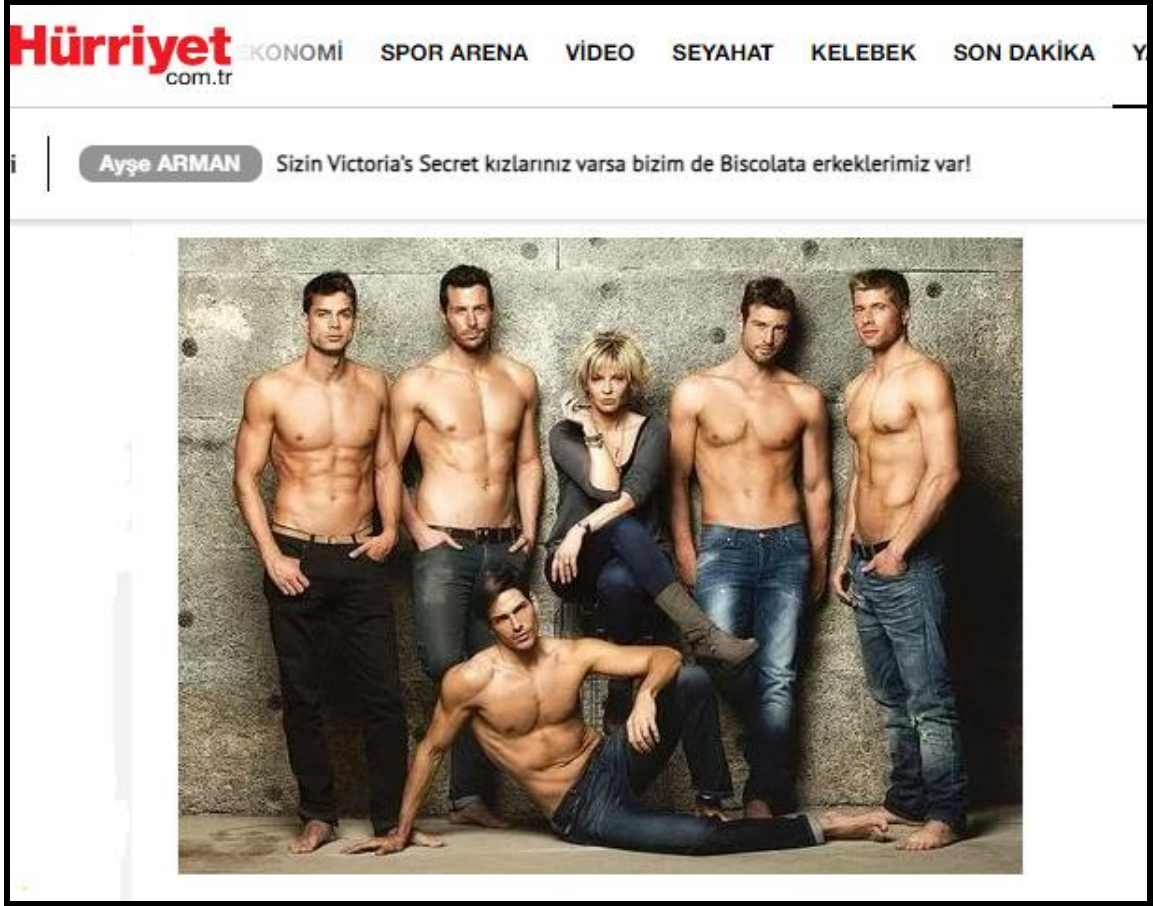 Hürriyet
com.tr
EKONOMİ SPOR ARENA VİDEO SEYAHAT KELEBEK SON DAKİKA
Ayşe ARMAN Sizin Victoria's Secret kızlarınız varsa bizim de Biscolata erkeklerimiz var!